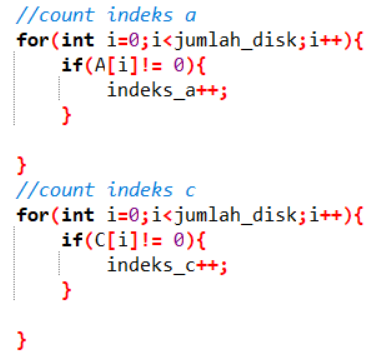 //count indeks a
for(int i=0;i<jumlah_disk;i++){
if(A[i]!= 0){
indeks_a++;
}
}
//count indeks c
for(int i=0;i<jumlah_disk;i++){
if(C[i]!= 0){
indeks_c++;
}
}